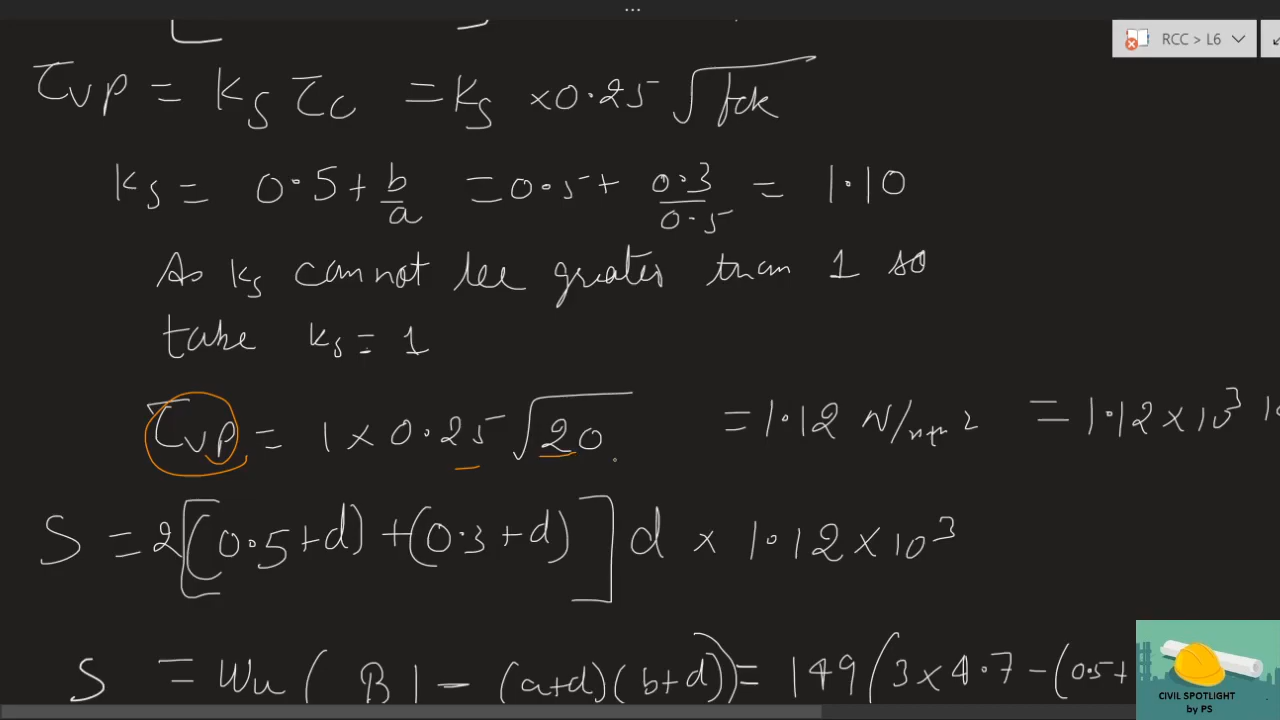 ...
RCC > L6
τvp = ks τc = ks × 0.25 √fck
ks = 0.5 + b/a = 0.5 + 0.3/0.5 = 1.10
As ks cannot be greater than 1 so
take ks = 1
τvp = 1 × 0.25 √20 = 1.12 N/mm² = 1.12 × 10³
S = 2[(0.5+d) + (0.3+d)] d × 1.12 × 10³
S = Wu ( Bl - (a+d)(b+d)) = 149 (3 × 4.7 - (0.5+
CIVIL SPOTLIGHT
by PS